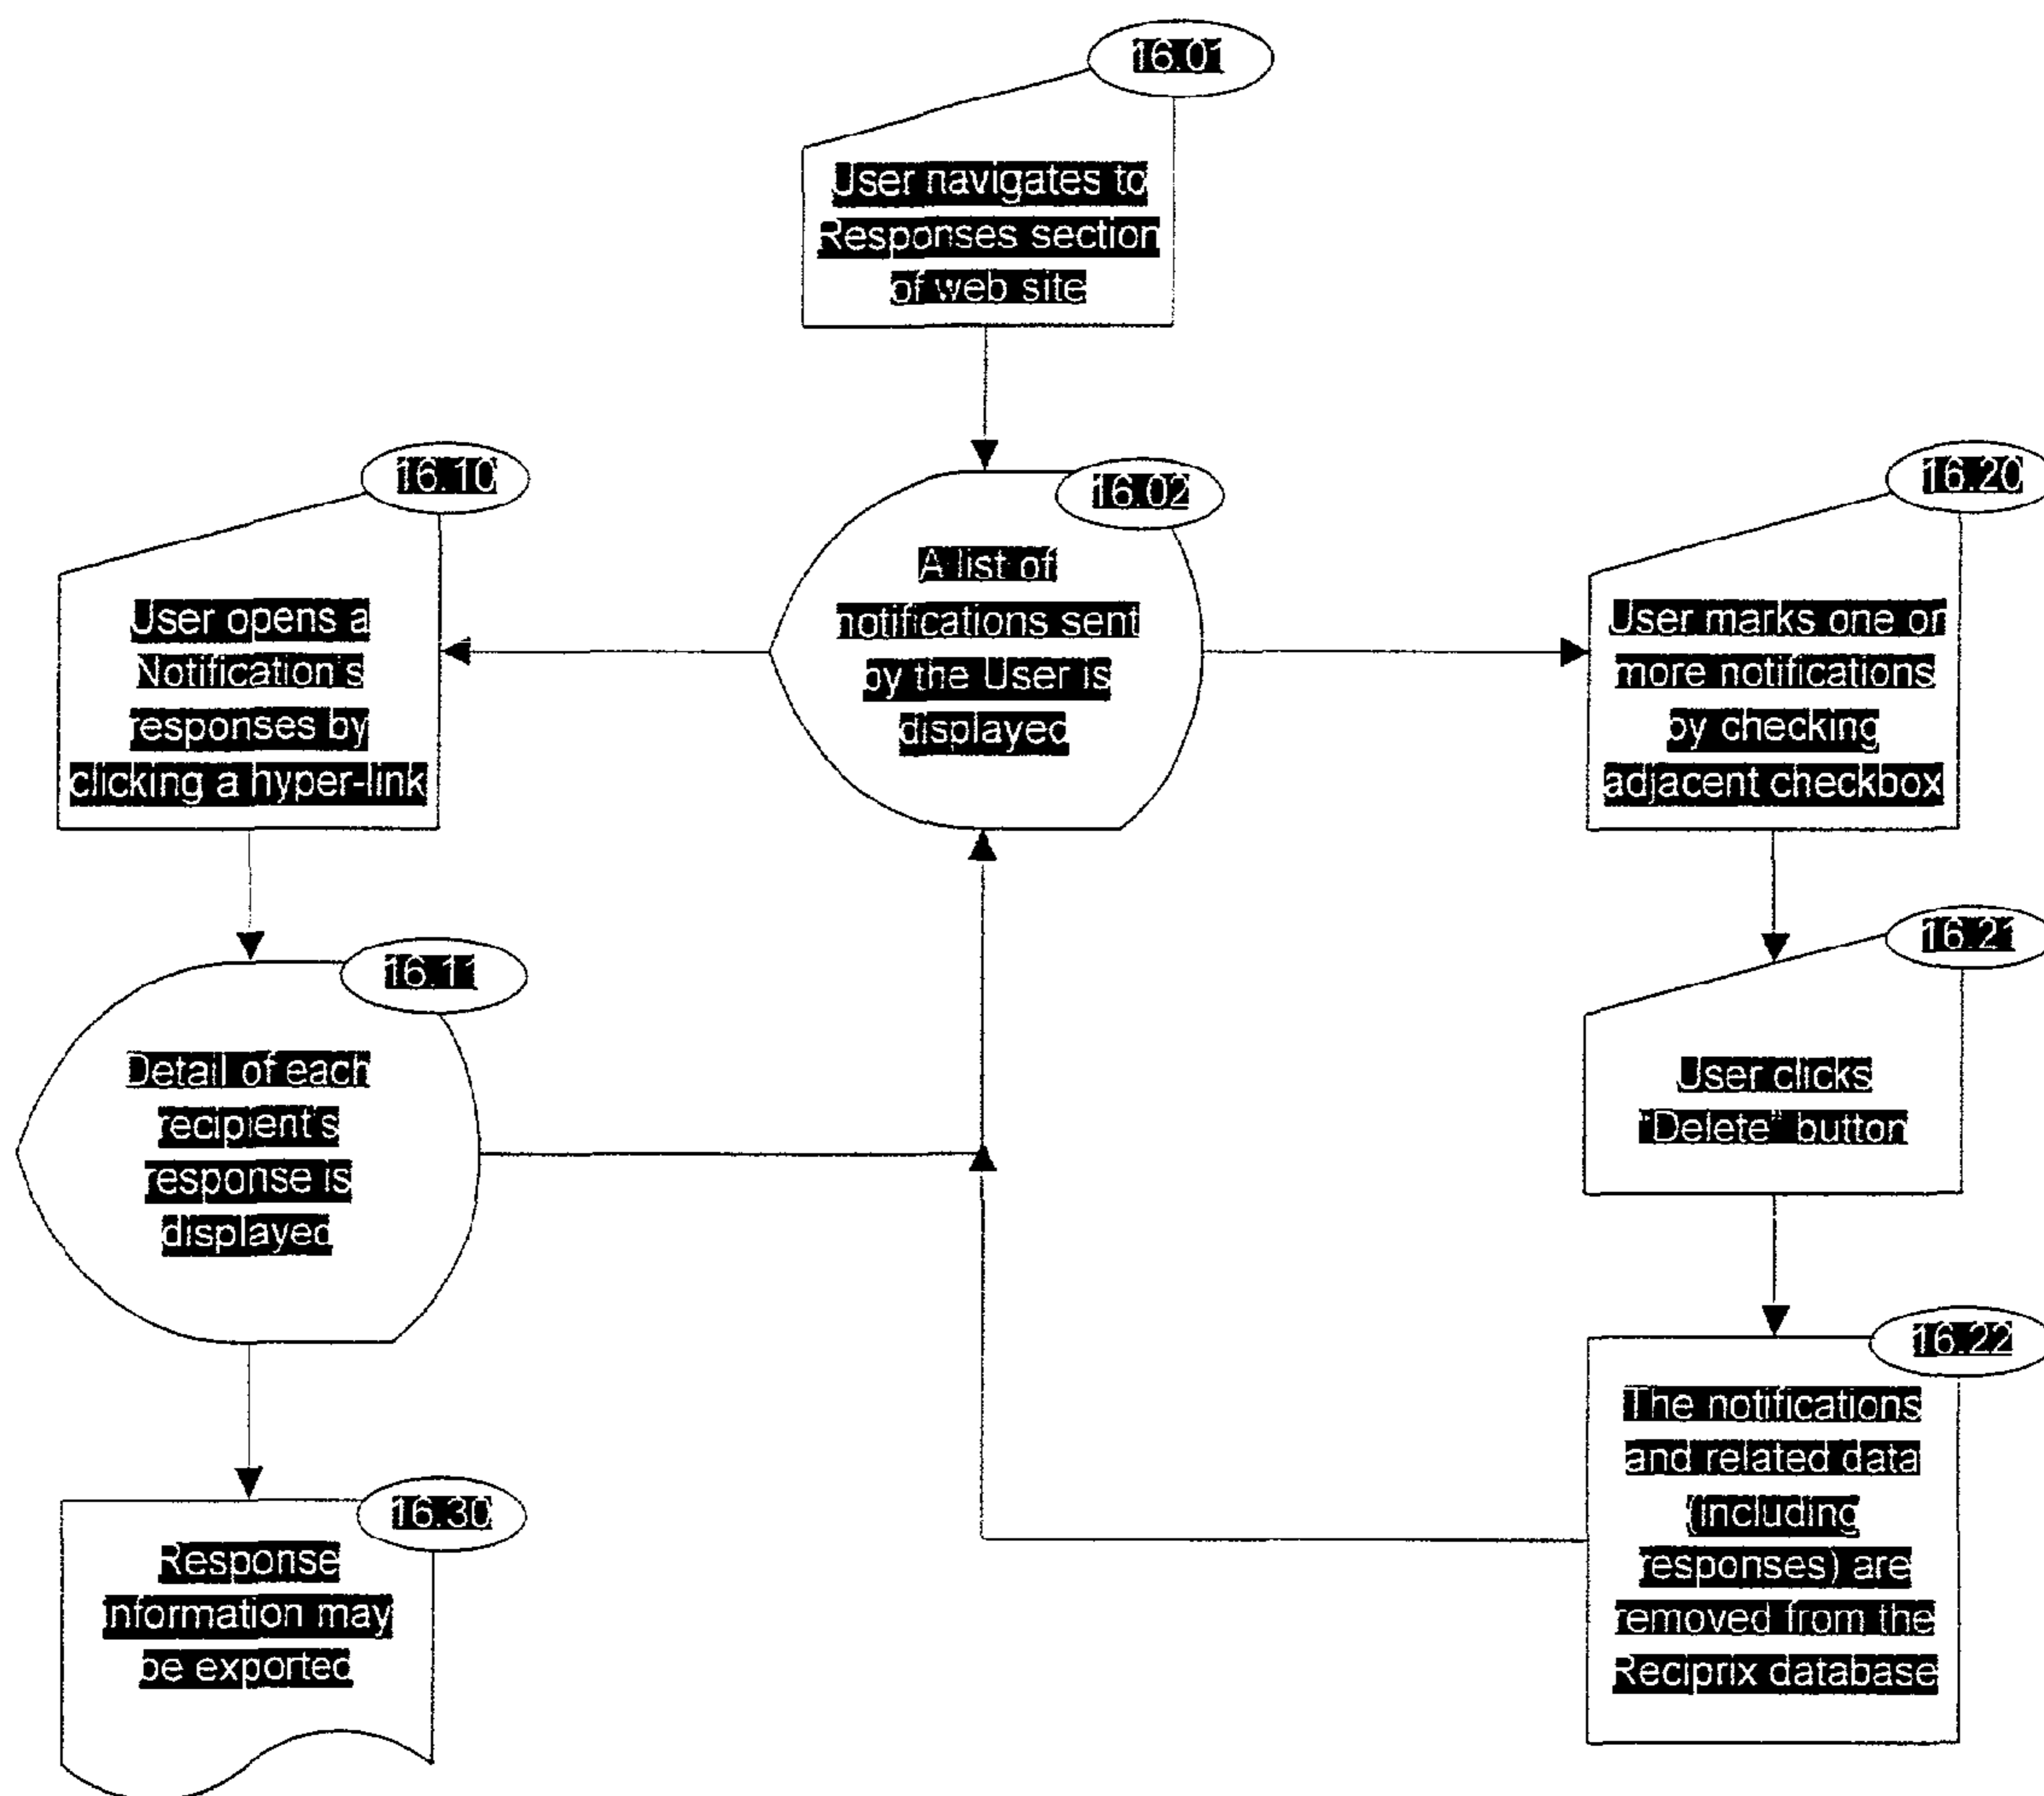 16.01
User navigates to
Responses section
of web site
16.10
User opens a
Notification's
responses by
clicking a hyper-link
16.02
A list of
notifications sent
by the User is
displayed
16.20
User marks one or
more notifications
by checking
adjacent checkbox
16.11
Detail of each
recipient's
response is
displayed
16.21
User clicks
"Delete" button
16.30
Response
information may
be exported
16.22
The notifications
and related data
(including
responses) are
removed from the
Reciprix database